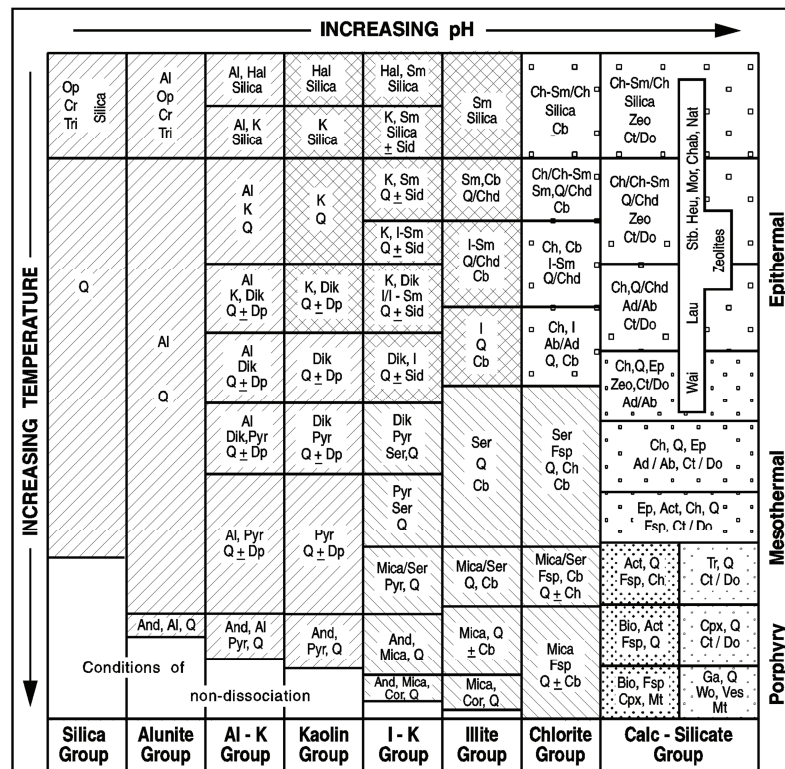 INCREASING pH
INCREASING TEMPERATURE
Op
Cr
Tri
Silica
Q
Silica
Group
Al
Op
Cr
Tri
Al
Q
And, Al, Q
Alunite
Group
Al, Hal
Silica
Al, K
Silica
Al
K
Q
Al
K, Dik
Q ± Dp
Al
Dik
Q ± Dp
Al
Dik,Pyr
Q ± Dp
Al, Pyr
Q ± Dp
And, Al
Pyr, Q
Al - K
Group
Hal
Silica
K
Silica
K
Q
K, Dik
Q ± Dp
Dik
Q ± Dp
Dik
Pyr
Q ± Dp
Pyr
Q ± Dp
And,
Pyr, Q
Kaolin
Group
Conditions of
non-dissociation
Hal, Sm
Silica
K, Sm
Silica
± Sid
K, Sm
Q ± Sid
K, I-Sm
Q ± Sid
K, Dik
I/I - Sm
Q ± Sid
Dik, I
Q ± Sid
Dik
Pyr
Ser,Q
Pyr
Ser
Q
Mica/Ser
Pyr, Q
And,
Mica, Q
And, Mica,
Cor, Q
I - K
Group
Sm
Silica
Sm,Cb
Q/Chd
I-Sm
Q/Chd
Cb
I
Q
Cb
Ser
Q
Cb
Mica/Ser
Q, Cb
Mica, Q
± Cb
Mica,
Cor, Q
Illite
Group
Ch-Sm/Ch
Silica
Cb
Ch/Ch-Sm
Sm,Q/Chd
Cb
Ch, Cb
I-Sm
Q/Chd
Ch, I
Ab/Ad
Q, Cb
Ser
Fsp
Q, Ch
Cb
Mica/Ser
Fsp, Cb
Q ± Ch
Mica
Fsp
Q ± Cb
Chlorite
Group
Ch-Sm/Ch
Silica
Zeo
Ct/Do
Ch/Ch-Sm
Q/Chd
Zeo
Ct/Do
Ch,Q/Chd
Ad/Ab
Ct/Do
Ch,Q,Ep
Zeo,Ct/Do
Ad/Ab
Stb. Heu, Mor, Chab, Nat
Zeolites
Lau
Wai
Ch, Q, Ep
Ad / Ab, Ct / Do
Ep, Act, Ch, Q
Fsp, Ct / Do
Act, Q
Fsp, Ch
Tr, Q
Ct / Do
Bio, Act
Fsp, Q
Cpx, Q
Ct / Do
Bio, Fsp
Cpx, Mt
Ga, Q
Wo, Ves
Mt
Calc - Silicate
Group
Epithermal
Mesothermal
Porphyry